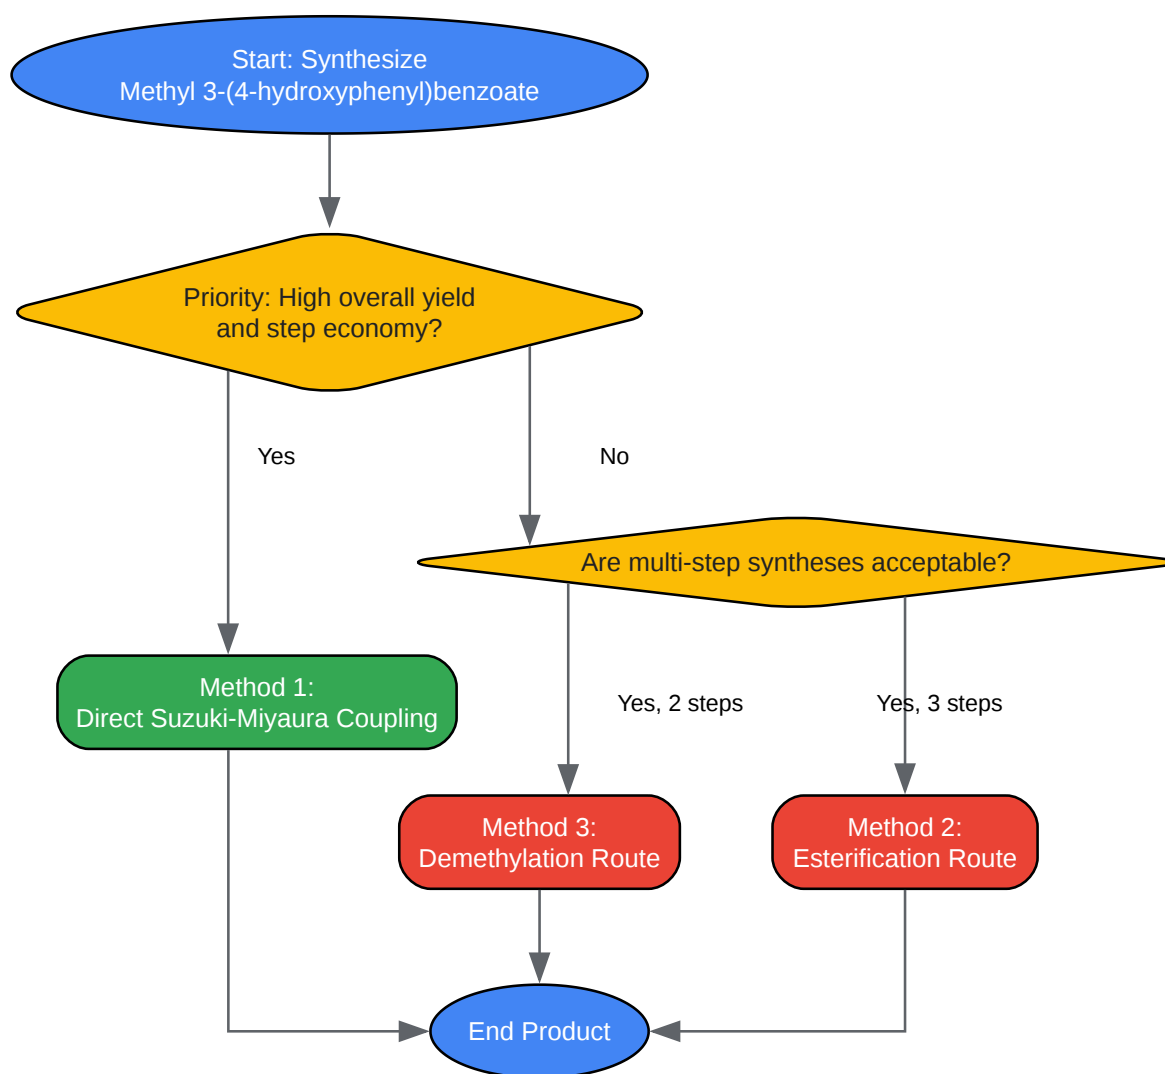 Start: Synthesize
Methyl 3-(4-hydroxyphenyl)benzoate
Priority: High overall yield
and step economy?
Yes
No
Are multi-step syntheses acceptable?
Method 1:
Direct Suzuki-Miyaura Coupling
Yes, 2 steps
Yes, 3 steps
Method 3:
Demethylation Route
Method 2:
Esterification Route
End Product